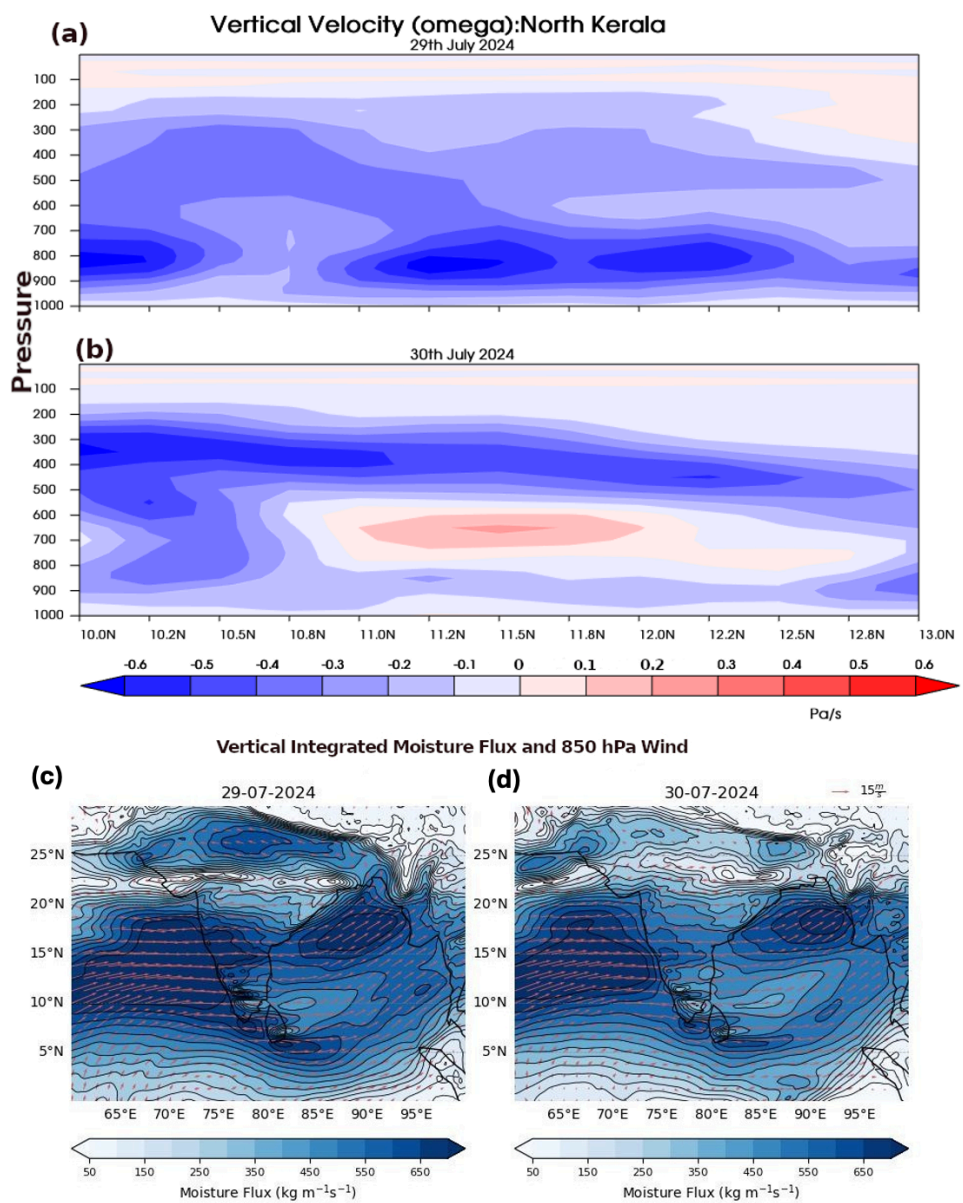 Vertical Velocity (omega):North Kerala
(a)
29th July 2024
100
200
300
400
500
600
700
800
900
1000
Pressure
(b)
30th July 2024
100
200
300
400
500
600
700
800
900
1000
10.0N 10.2N 10.5N 10.8N 11.0N 11.2N 11.5N 11.8N 12.0N 12.2N 12.5N 12.8N 13.0N
-0.6 -0.5 -0.4 -0.3 -0.2 -0.1 0 0.1 0.2 0.3 0.4 0.5 0.6
Pa/s
Vertical Integrated Moisture Flux and 850 hPa Wind
(c)
29-07-2024
25°N
20°N
15°N
10°N
5°N
65°E 70°E 75°E 80°E 85°E 90°E 95°E
50 150 250 350 450 550 650
Moisture Flux (kg m⁻¹s⁻¹)
(d)
30-07-2024
15 m/s
25°N
20°N
15°N
10°N
5°N
65°E 70°E 75°E 80°E 85°E 90°E 95°E
50 150 250 350 450 550 650
Moisture Flux (kg m⁻¹s⁻¹)